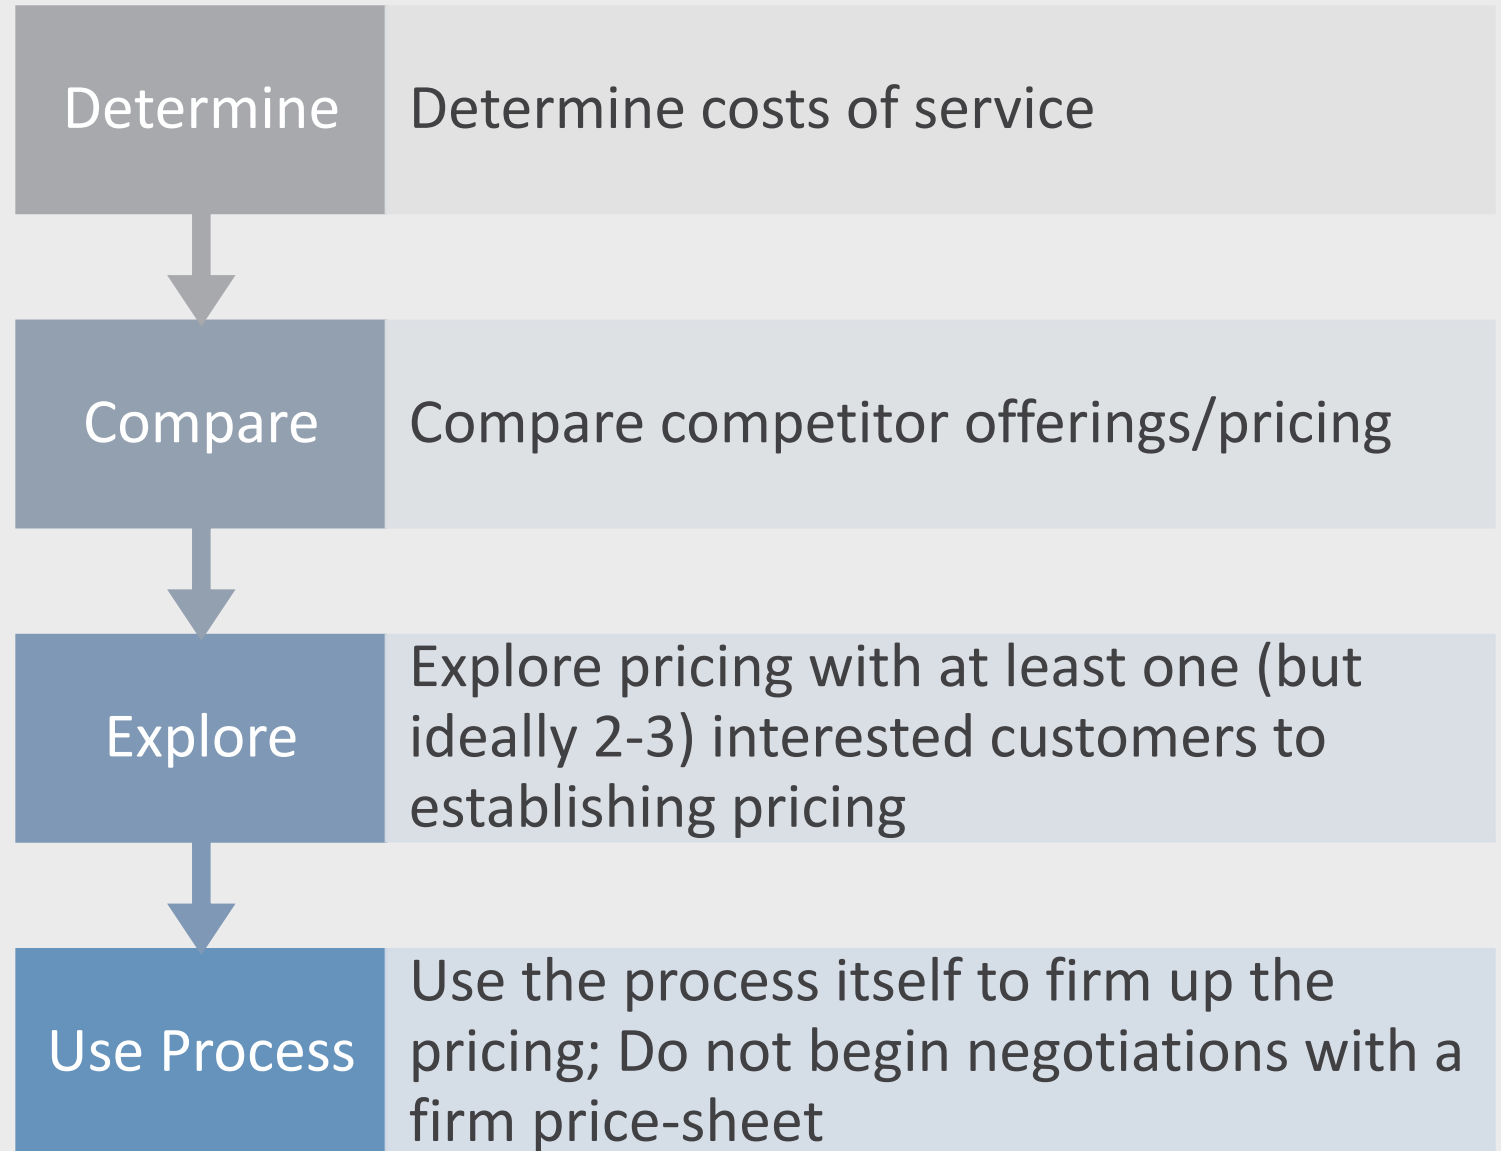 Determine
Determine costs of service
Compare
Compare competitor offerings/pricing
Explore
Explore pricing with at least one (but
ideally 2-3) interested customers to
establishing pricing
Use Process
Use the process itself to firm up the
pricing; Do not begin negotiations with a
firm price-sheet